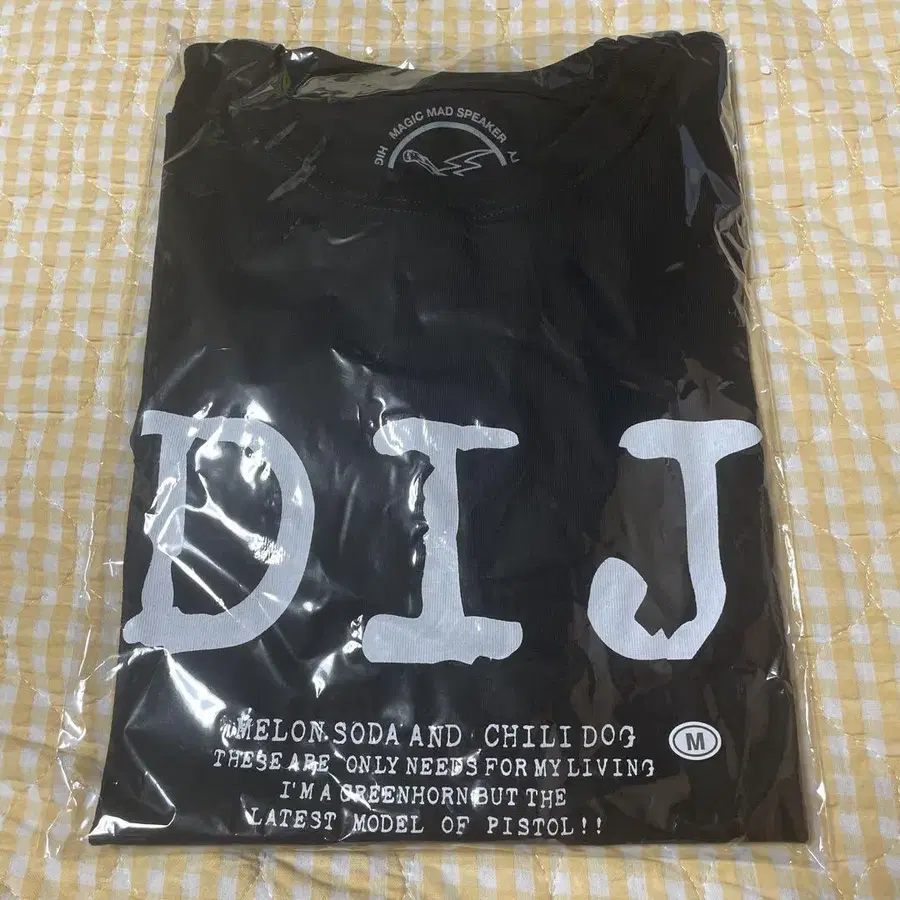 MAGIC MAD SPEAKER
DIJ
MELON SODA AND CHILI DOG
M
THESE ARE ONLY NEEDS FOR MY LIVING
I'M A GREENHORN BUT THE
LATEST MODEL OF PISTOL!!